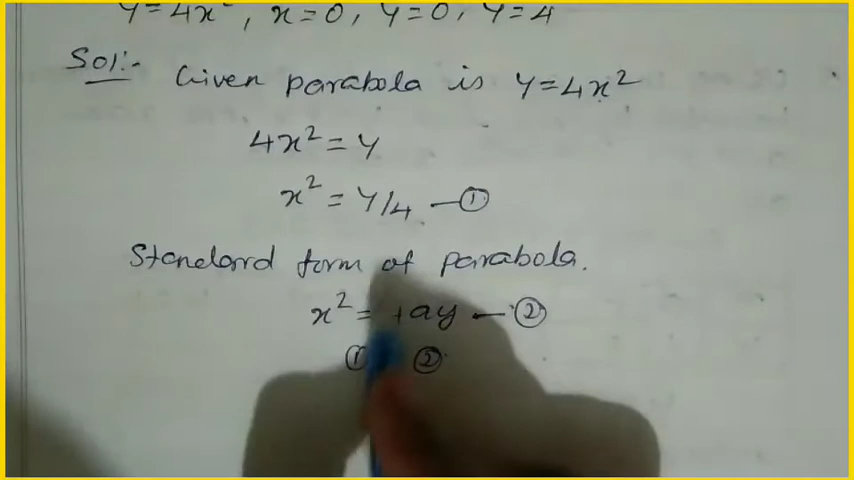 y=4x², x=0, y=0, y=4
Sol:- Given parabola is y=4x²
4x²=y
x²=y/4 —①
Standard form of parabola.
x²= ay —②
① ②